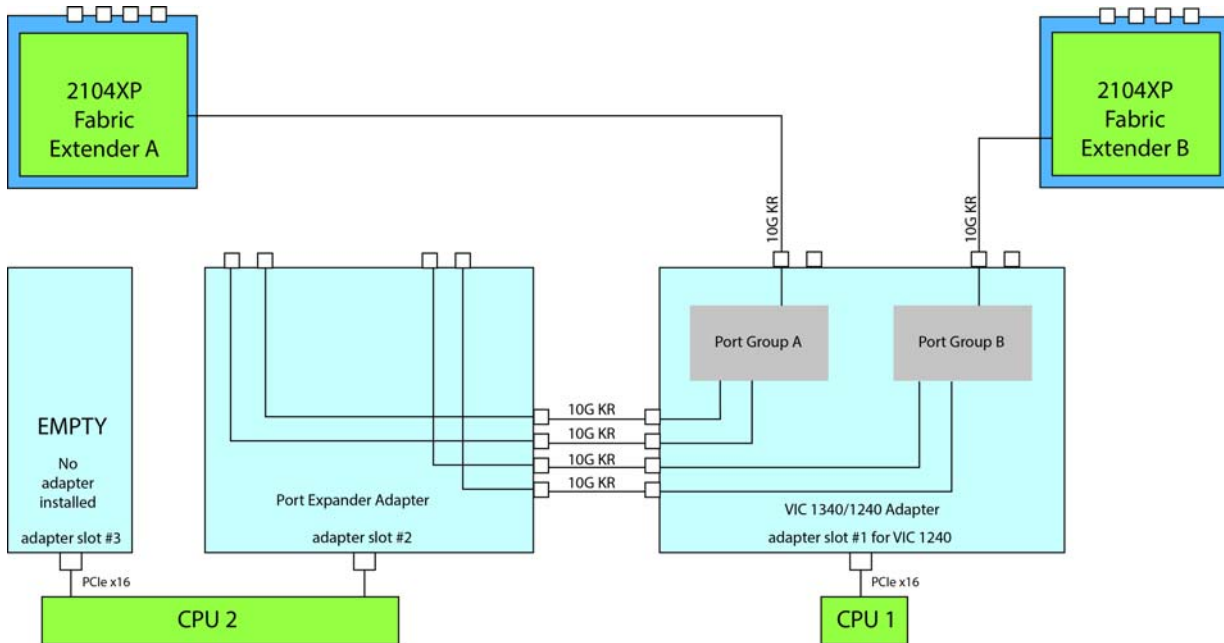 2104XP
Fabric
Extender A
2104XP
Fabric
Extender B
10G KR
10G KR
Port Group A
Port Group B
10G KR
10G KR
10G KR
10G KR
EMPTY
No
adapter
installed
adapter slot #3
Port Expander Adapter
adapter slot #2
VIC 1340/1240 Adapter
adapter slot #1 for VIC 1240
PCIe x16
PCIe x16
CPU 2
CPU 1